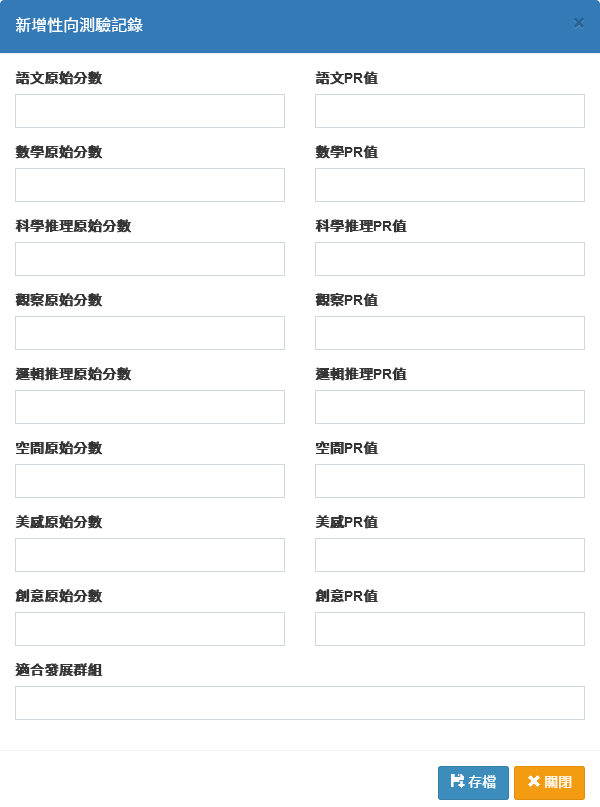 新增性向測驗記錄 ×
語文原始分數 語文PR值
數學原始分數 數學PR值
科學推理原始分數 科學推理PR值
觀察原始分數 觀察PR值
邏輯推理原始分數 邏輯推理PR值
空間原始分數 空間PR值
美感原始分數 美感PR值
創意原始分數 創意PR值
適合發展群組
存檔 關閉